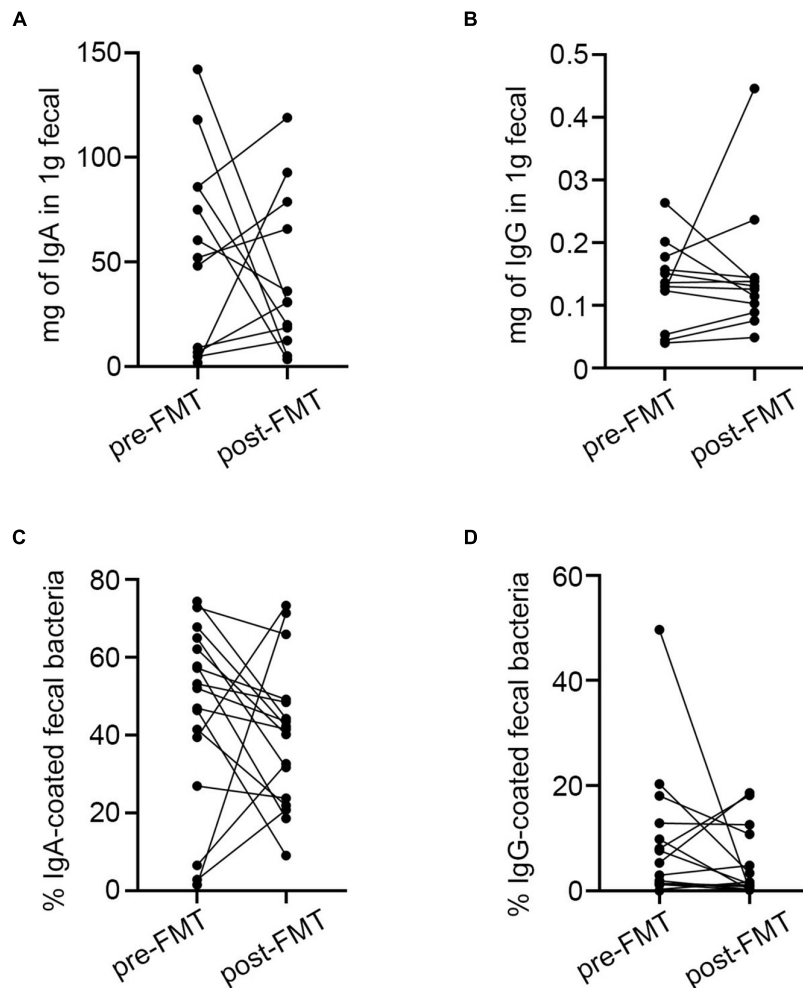 A
mg of IgA in 1g fecal
150
100
50
0
pre-FMT
post-FMT
B
mg of IgG in 1g fecal
0.5
0.4
03
0.2
0.1
0
pre-FMT
post-FMT
C
% IgA-coated fecal bacteria
80
60
40
20
0
pre-FMT
post-FMT
D
% IgG-coated fecal bacteria
60
40
20
0
pre-FMT
post-FMT